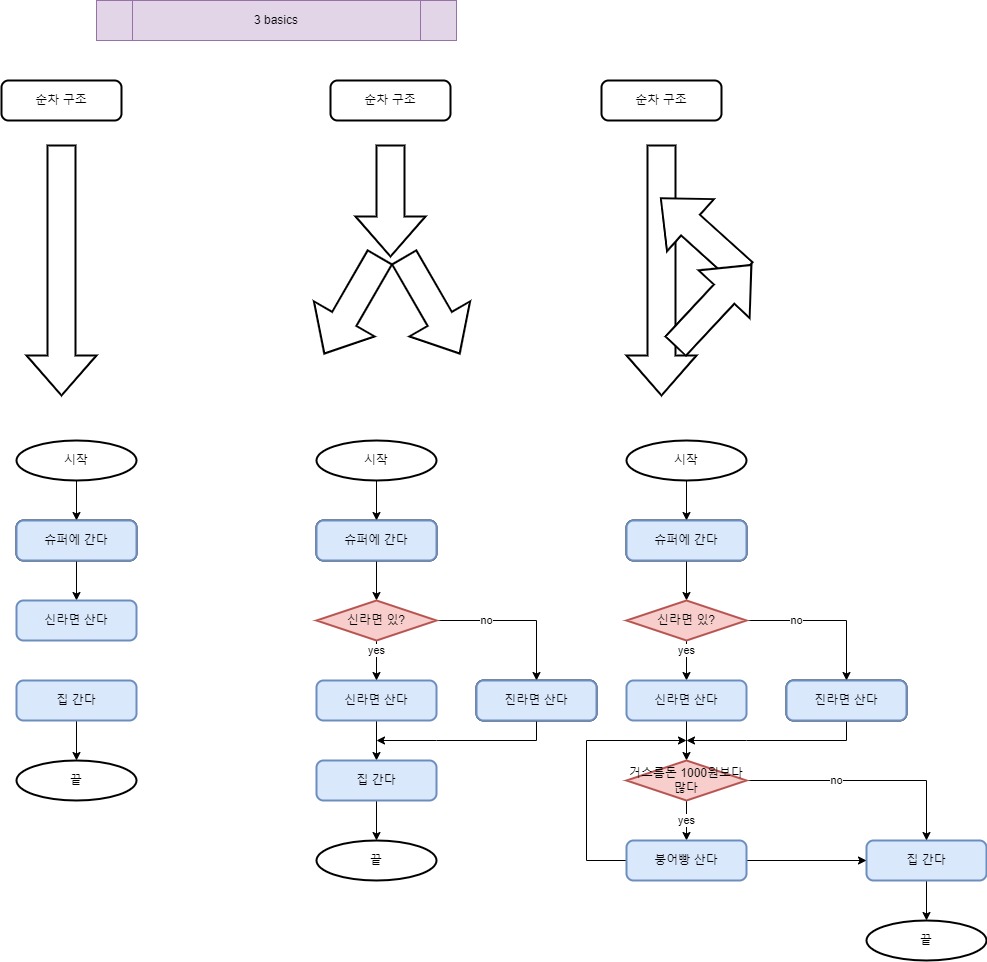 3 basics
순차 구조
순차 구조
순차 구조
시작
슈퍼에 간다
신라면 산다
집 간다
끝
시작
슈퍼에 간다
신라면 있?
no
yes
신라면 산다
진라면 산다
집 간다
끝
시작
슈퍼에 간다
신라면 있?
no
yes
신라면 산다
진라면 산다
거스름돈 1000원보다
많다
no
yes
붕어빵 산다
집 간다
끝